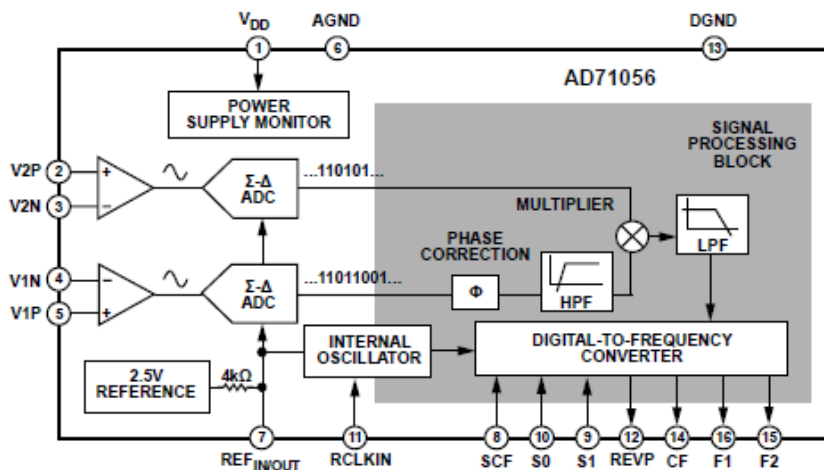 VDD AGND DGND
1 6 13
AD71056
POWER
SUPPLY MONITOR
SIGNAL
PROCESSING
BLOCK
V2P 2 +
V2N 3 −
Σ-Δ
ADC
...110101...
MULTIPLIER
LPF
PHASE
CORRECTION
V1N 4 −
V1P 5 +
Σ-Δ
ADC
...11011001...
Φ
HPF
INTERNAL
OSCILLATOR
DIGITAL-TO-FREQUENCY
CONVERTER
2.5V
REFERENCE
4kΩ
7 11 8 10 9 12 14 16 15
REFIN/OUT RCLKIN SCF S0 S1 REVP CF F1 F2